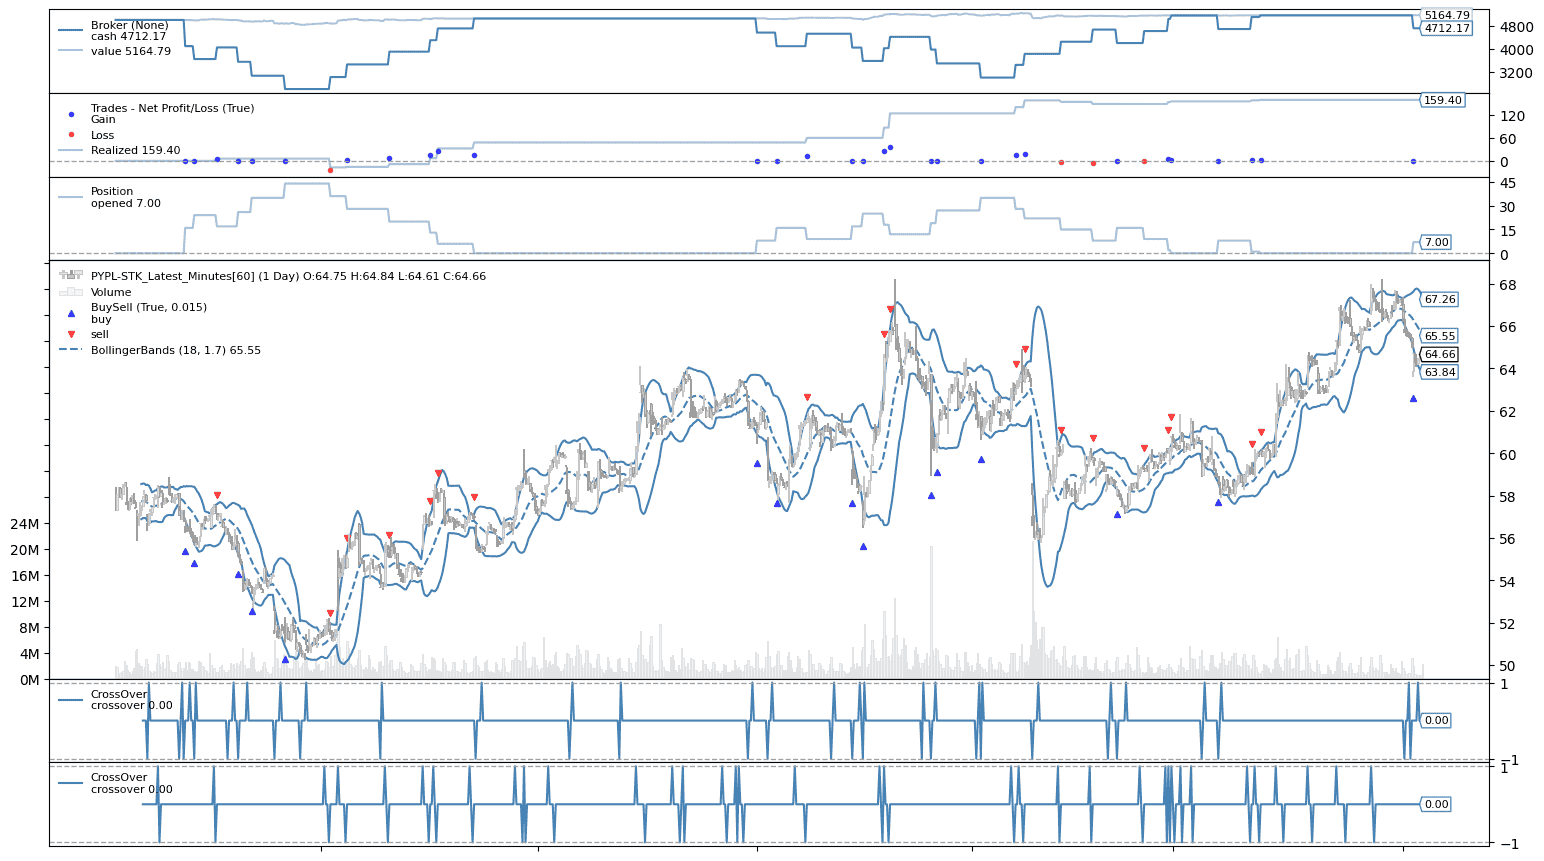 Broker (None)
cash 4712.17
value 5164.79
5164.79
4712.17
4800
4000
3200
Trades - Net Profit/Loss (True)
Gain
Loss
Realized 159.40
159.40
120
60
0
Position
opened 7.00
45
30
15
7.00
0
PYPL-STK_Latest_Minutes[60] (1 Day) O:64.75 H:64.84 L:64.61 C:64.66
Volume
BuySell (True, 0.015)
buy
sell
BollingerBands (18, 1.7) 65.55
68
67.26
66
65.55
64.66
64
63.84
62
60
58
56
54
52
50
24M
20M
16M
12M
8M
4M
0M
CrossOver
crossover 0.00
1
0.00
−1
CrossOver
crossover 0.00
1
0.00
−1